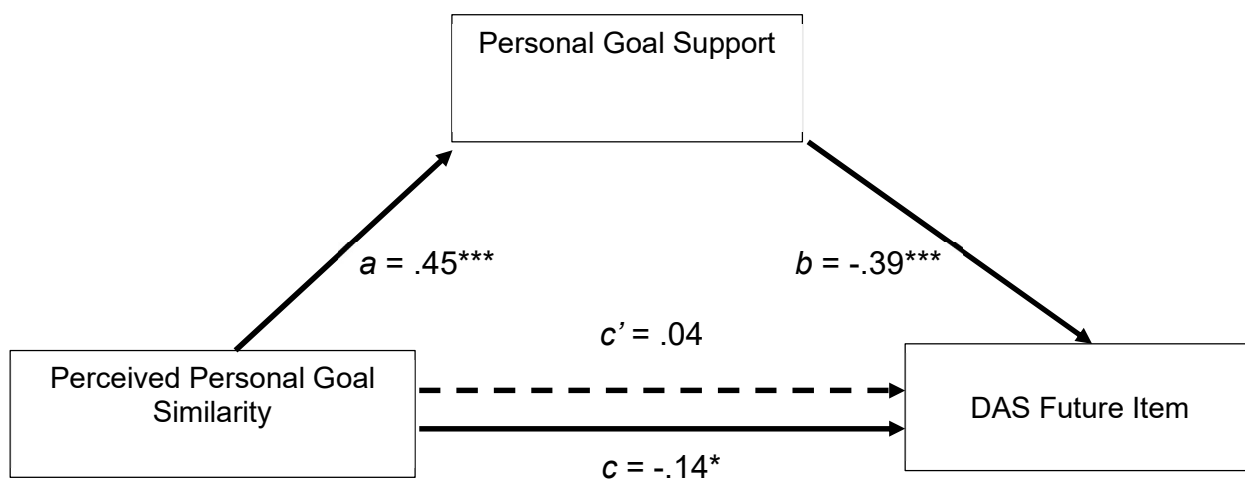 Personal Goal Support
a = .45***
b = -.39***
c’ = .04
Perceived Personal Goal
Similarity
DAS Future Item
c = -.14*